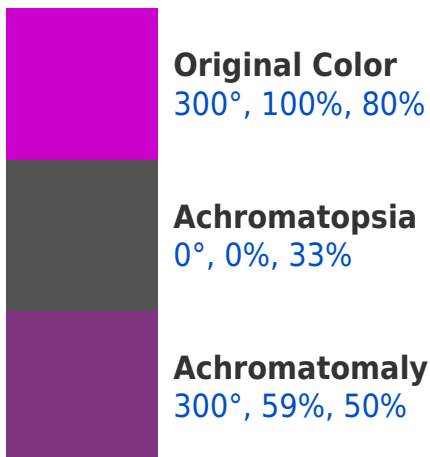 Original Color
300°, 100%, 80%
Achromatopsia
0°, 0%, 33%
Achromatomaly
300°, 59%, 50%